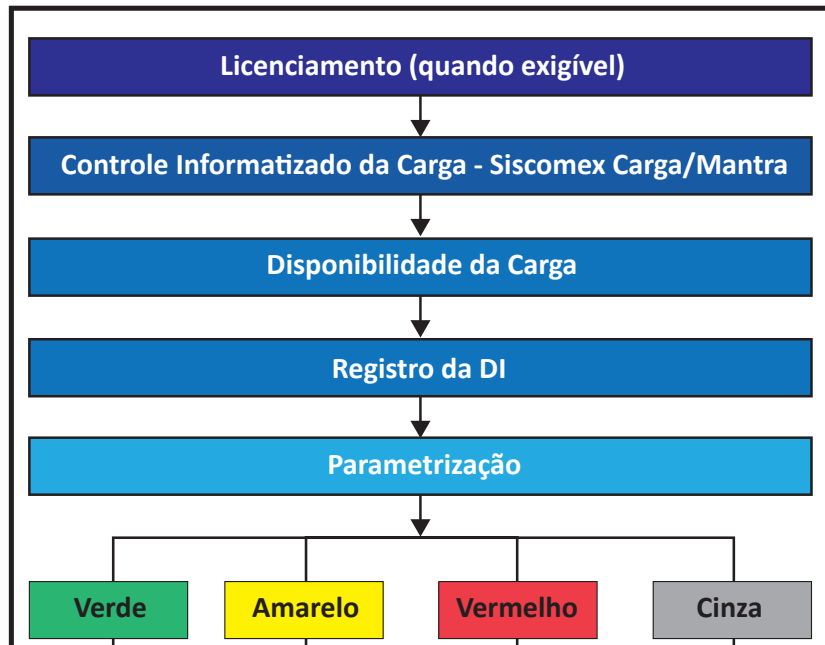 Licenciamento (quando exigível)
Controle Informatizado da Carga - Siscomex Carga/Mantra
Disponibilidade da Carga
Registro da DI
Parametrização
Verde
Amarelo
Vermelho
Cinza